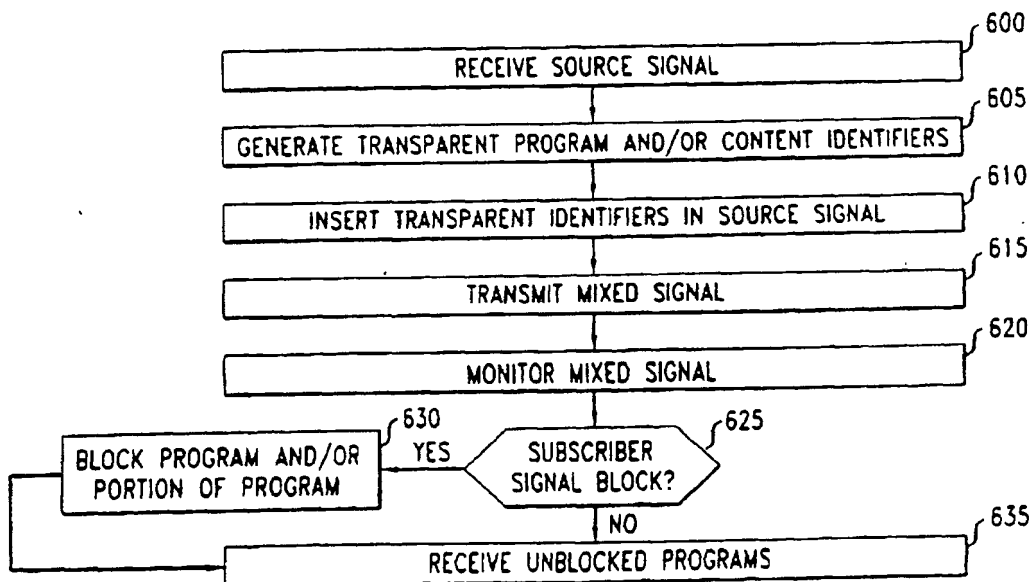 600
RECEIVE SOURCE SIGNAL
605
GENERATE TRANSPARENT PROGRAM AND/OR CONTENT IDENTIFIERS
610
INSERT TRANSPARENT IDENTIFIERS IN SOURCE SIGNAL
615
TRANSMIT MIXED SIGNAL
620
MONITOR MIXED SIGNAL
625
SUBSCRIBER
SIGNAL BLOCK?
YES
630
BLOCK PROGRAM AND/OR
PORTION OF PROGRAM
NO
635
RECEIVE UNBLOCKED PROGRAMS